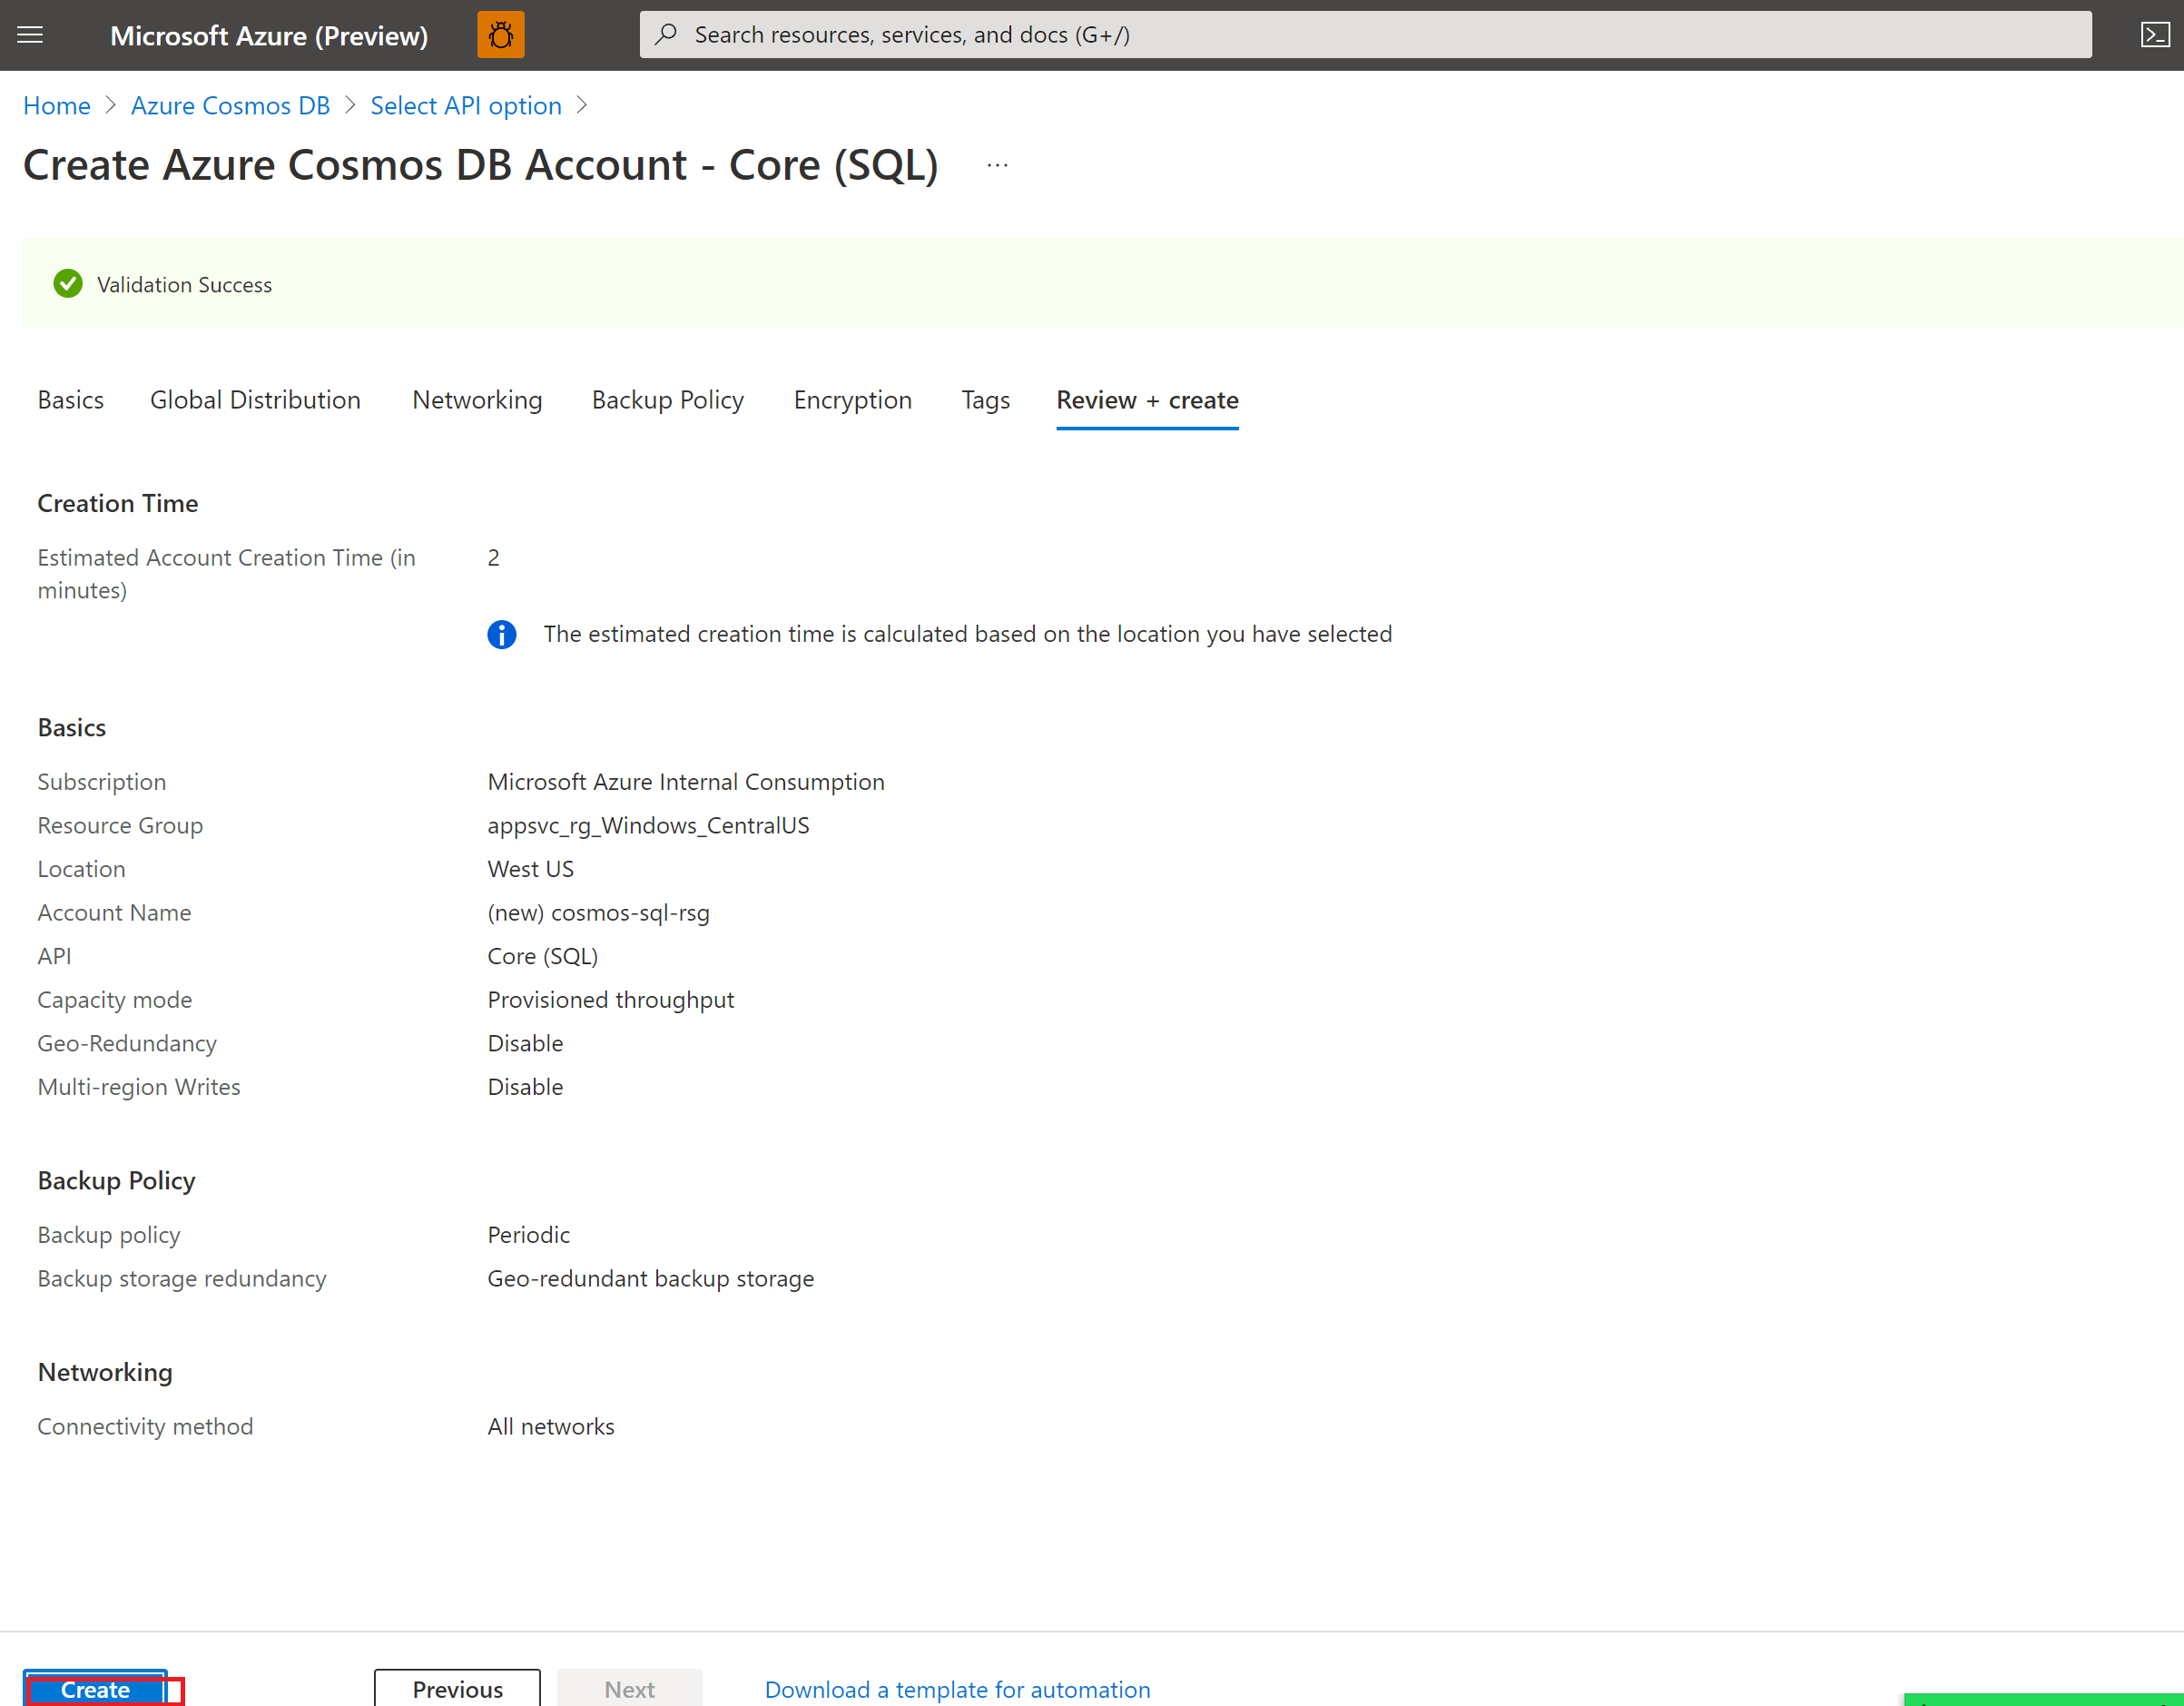 Microsoft Azure (Preview)
Search resources, services, and docs (G+/)
Home > Azure Cosmos DB > Select API option >
Create Azure Cosmos DB Account - Core (SQL) ...
Validation Success
Basics Global Distribution Networking Backup Policy Encryption Tags Review + create
Creation Time
Estimated Account Creation Time (in 2
minutes)
The estimated creation time is calculated based on the location you have selected
Basics
Subscription Microsoft Azure Internal Consumption
Resource Group appsvc_rg_Windows_CentralUS
Location West US
Account Name (new) cosmos-sql-rsg
API Core (SQL)
Capacity mode Provisioned throughput
Geo-Redundancy Disable
Multi-region Writes Disable
Backup Policy
Backup policy Periodic
Backup storage redundancy Geo-redundant backup storage
Networking
Connectivity method All networks
Create Previous Next Download a template for automation